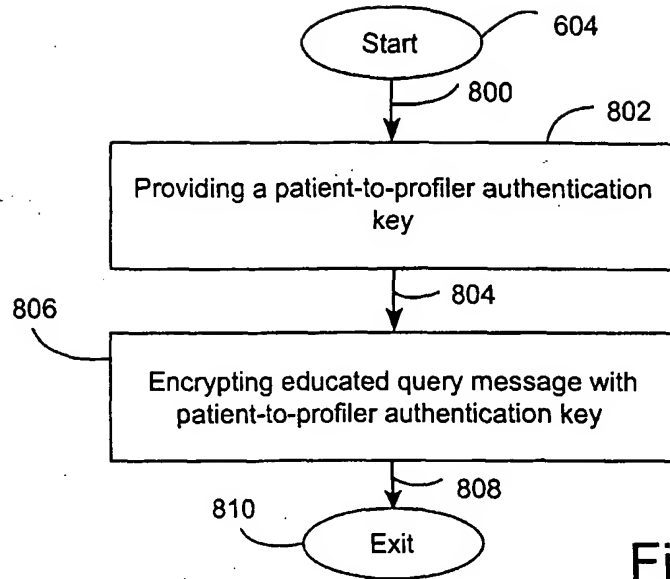 Start
604
800
802
Providing a patient-to-profiler authentication
key
804
806
Encrypting educated query message with
patient-to-profiler authentication key
808
810
Exit
Fi